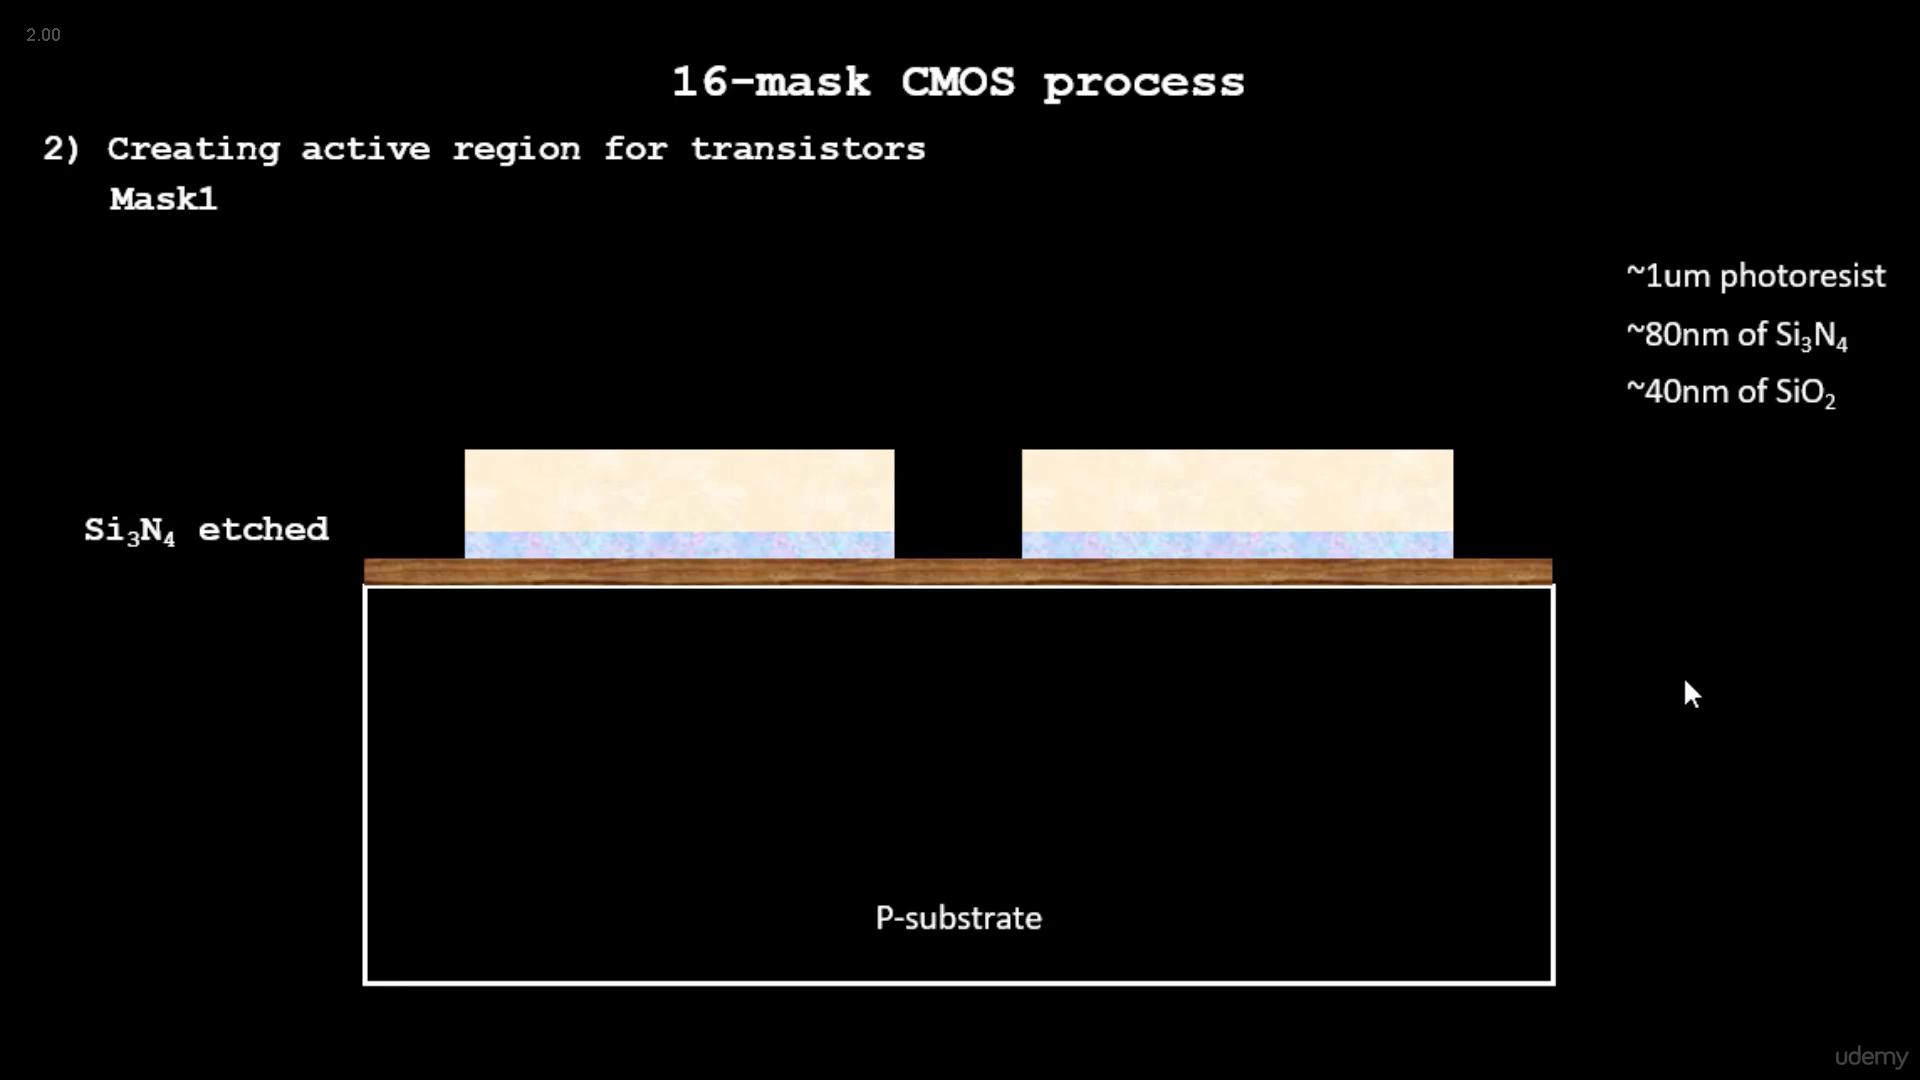 2.00
16-mask CMOS process
2) Creating active region for transistors
Mask1
~1um photoresist
~80nm of Si₃N₄
~40nm of SiO₂
Si₃N₄ etched
P-substrate
udemy